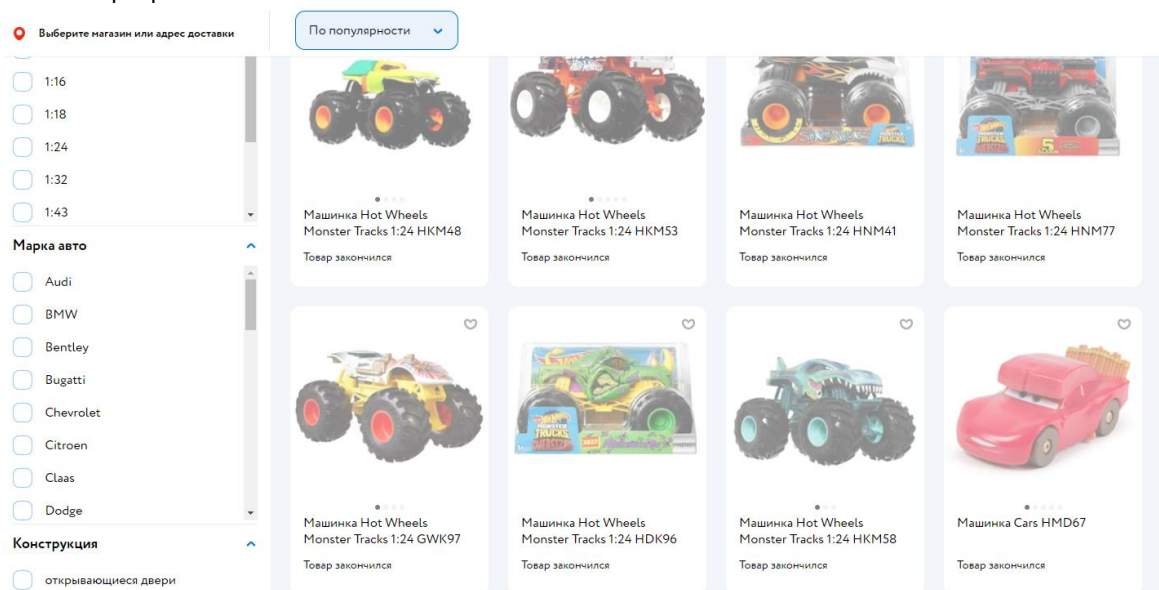 Выберите магазин или адрес доставки
По популярности
1:16
1:18
1:24
1:32
1:43
Марка авто
Audi
BMW
Bentley
Bugatti
Chevrolet
Citroen
Claas
Dodge
Конструкция
открывающиеся двери
Машинка Hot Wheels
Monster Tracks 1:24 HKM48
Товар закончился
Машинка Hot Wheels
Monster Tracks 1:24 HKM53
Товар закончился
Машинка Hot Wheels
Monster Tracks 1:24 HNM41
Товар закончился
Машинка Hot Wheels
Monster Tracks 1:24 HNM77
Товар закончился
Машинка Hot Wheels
Monster Tracks 1:24 GWK97
Товар закончился
MONSTER
TRUCKS
Машинка Hot Wheels
Monster Tracks 1:24 HDK96
Товар закончился
Машинка Hot Wheels
Monster Tracks 1:24 HKM58
Товар закончился
Машинка Cars HMD67
Товар закончился